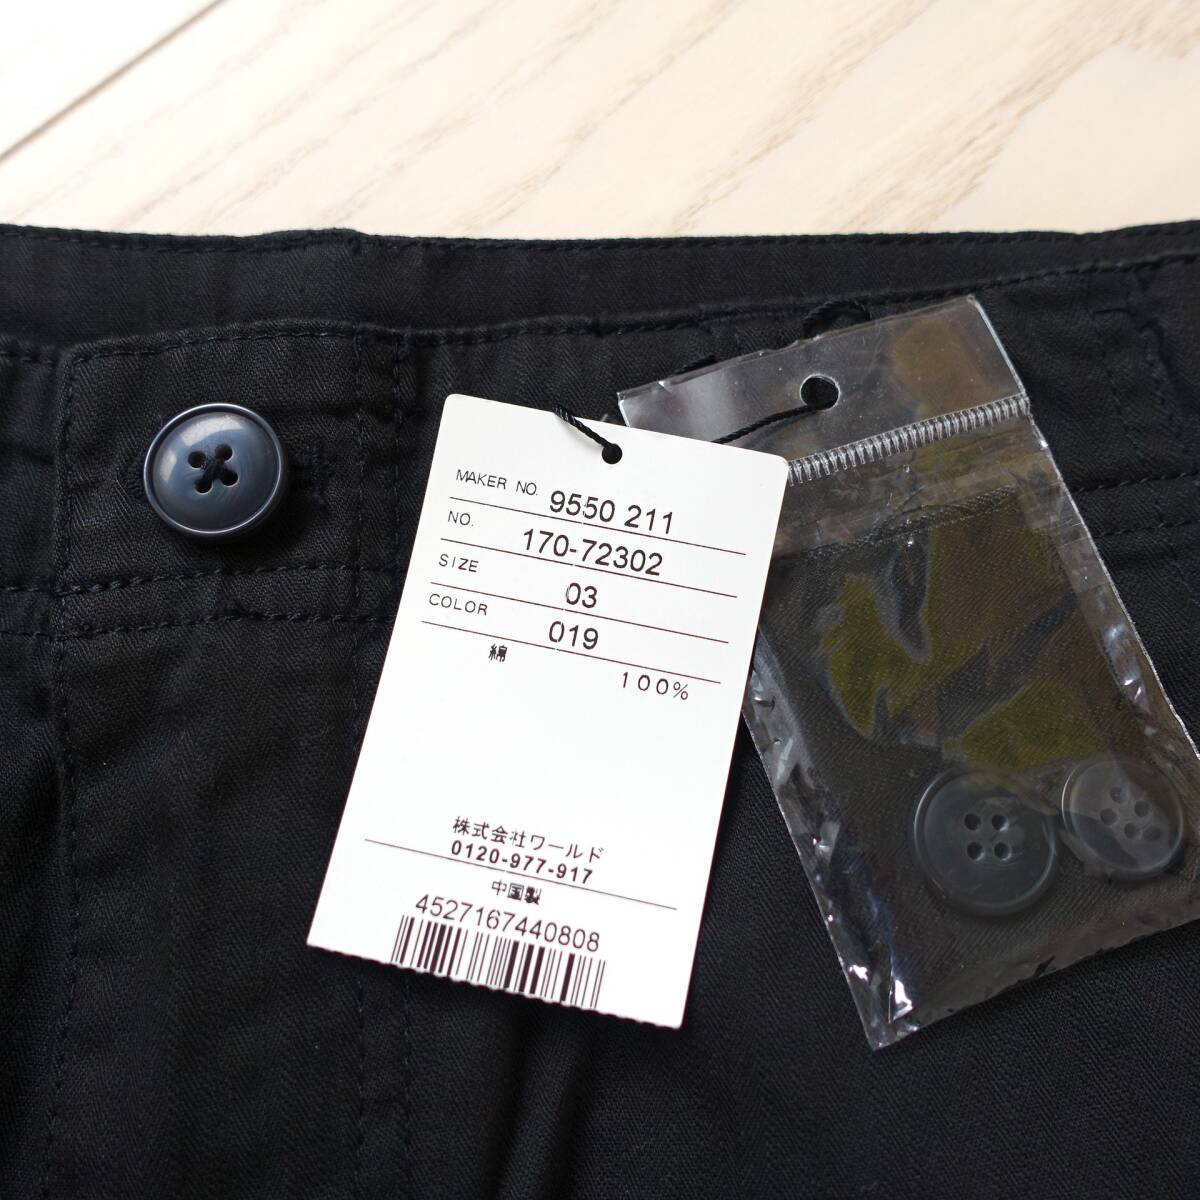 MAKER NO. 9550 211
NO. 170-72302
SIZE 03
COLOR 019
綿
100%
株式会社ワールド
0120-977-917
中国製
4527167440808